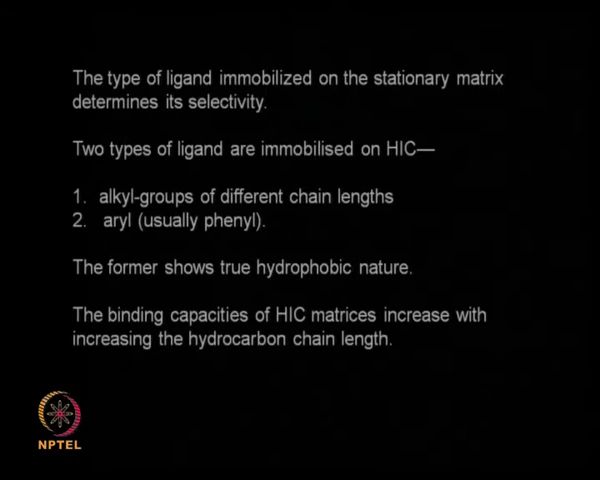 The type of ligand immobilized on the stationary matrix
determines its selectivity.
Two types of ligand are immobilised on HIC—
1. alkyl-groups of different chain lengths
2. aryl (usually phenyl).
The former shows true hydrophobic nature.
The binding capacities of HIC matrices increase with
increasing the hydrocarbon chain length.
NPTEL